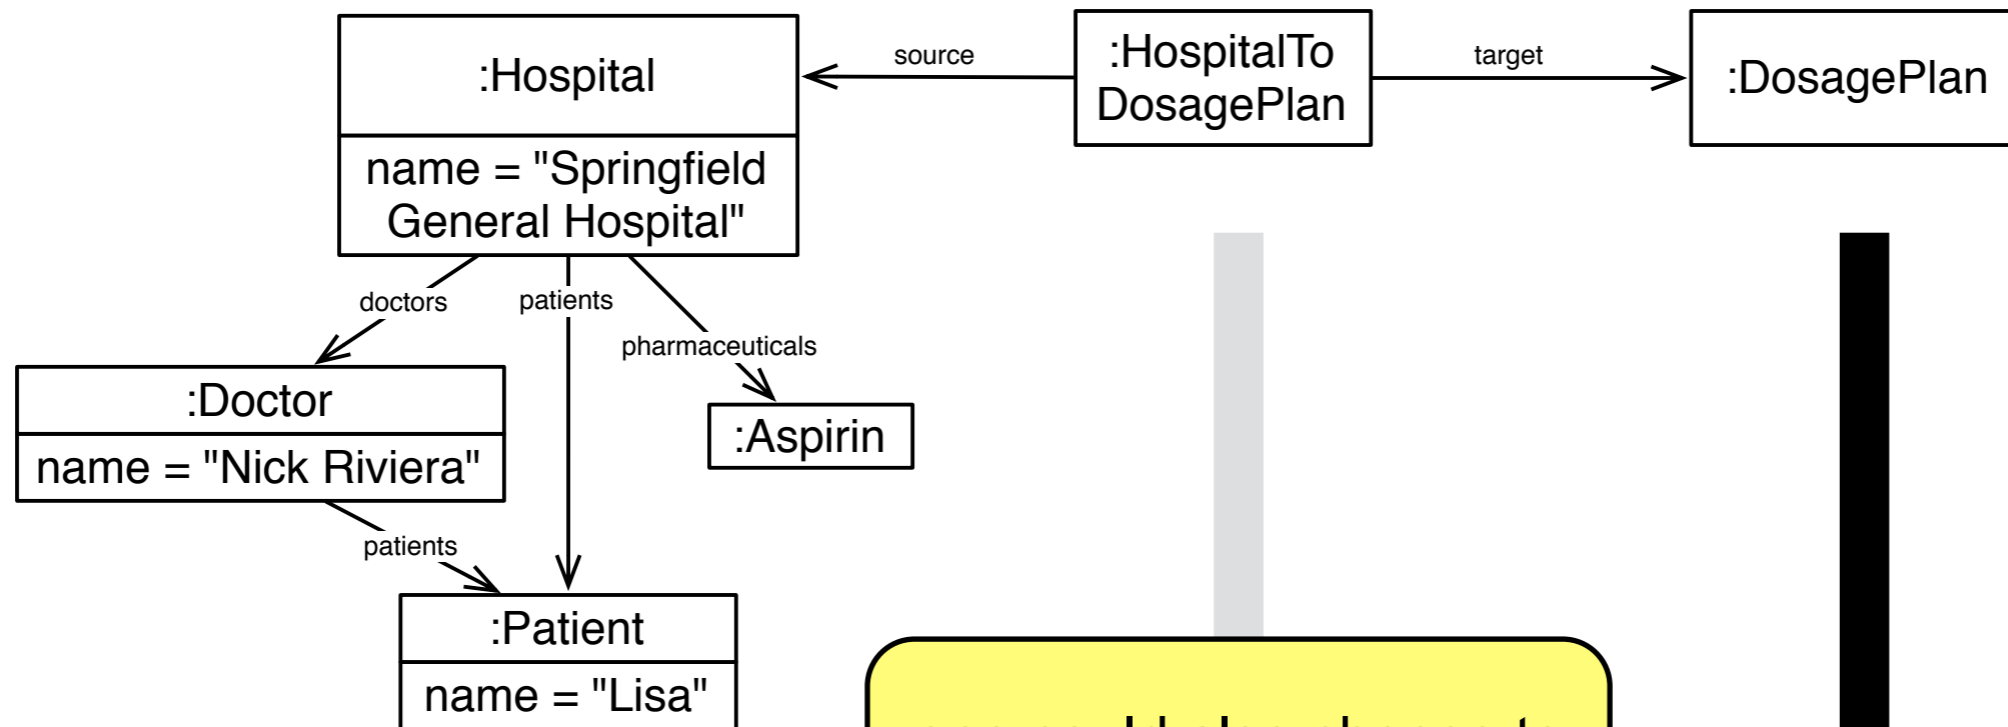 :Hospital
name = "Springfield
General Hospital"
source
:HospitalTo
DosagePlan
target
:DosagePlan
doctors
patients
pharmaceuticals
:Doctor
name = "Nick Riviera"
:Aspirin
patients
:Patient
name = "Lisa"